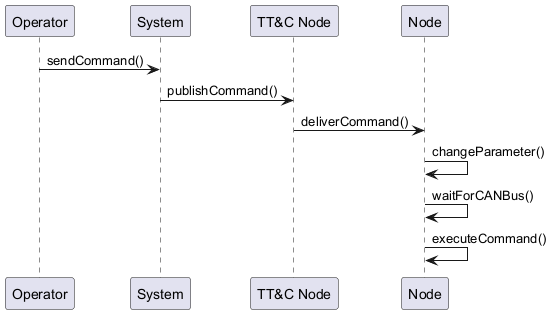 Operator System TT&C Node Node
sendCommand()
publishCommand()
deliverCommand()
changeParameter()
waitForCANBus()
executeCommand()
Operator System TT&C Node Node